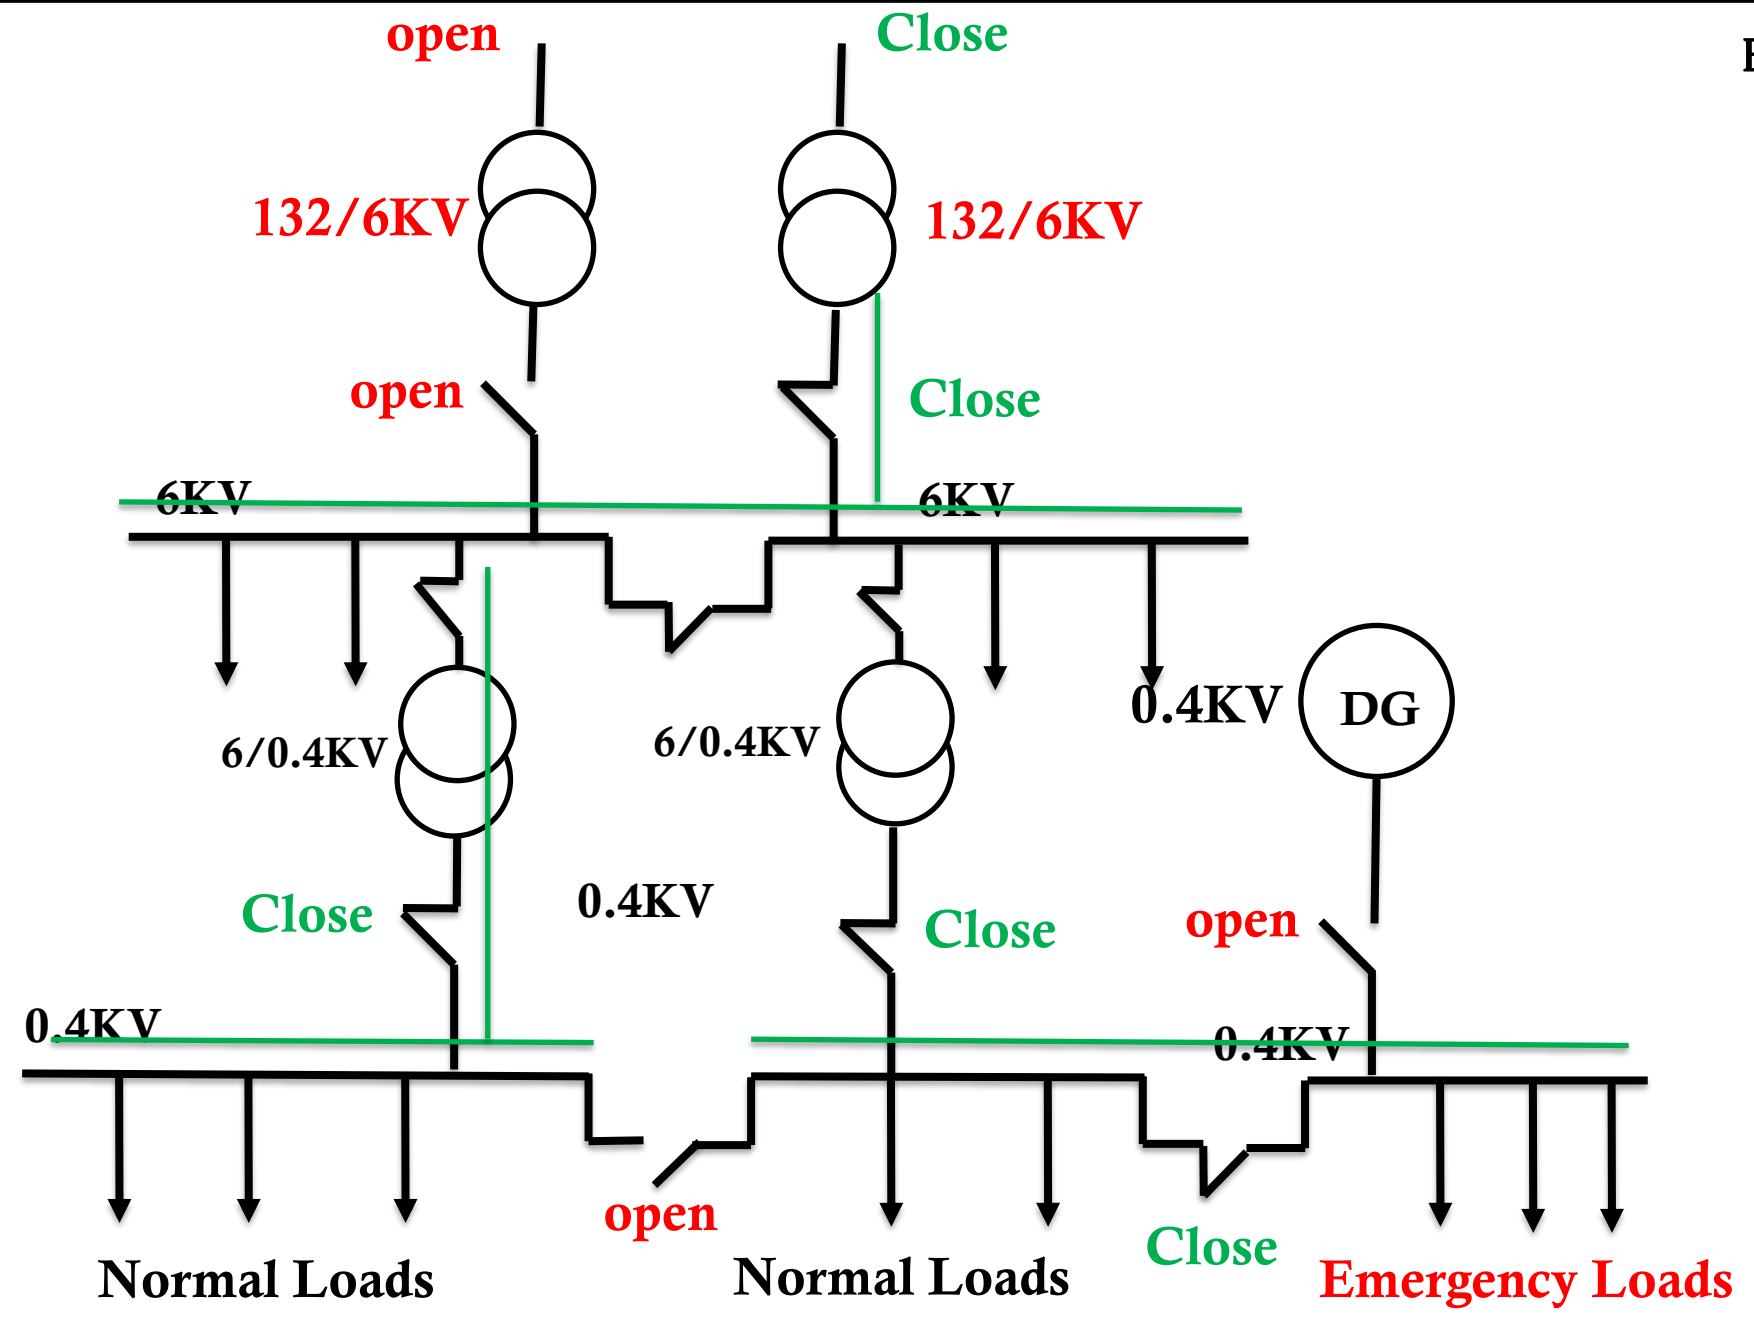 open
Close
E
132/6KV
132/6KV
open
Close
6KV
6KV
0.4KV
DG
6/0.4KV
6/0.4KV
Close
0.4KV
Close
open
0.4KV
0.4KV
open
Close
Normal Loads
Normal Loads
Emergency Loads